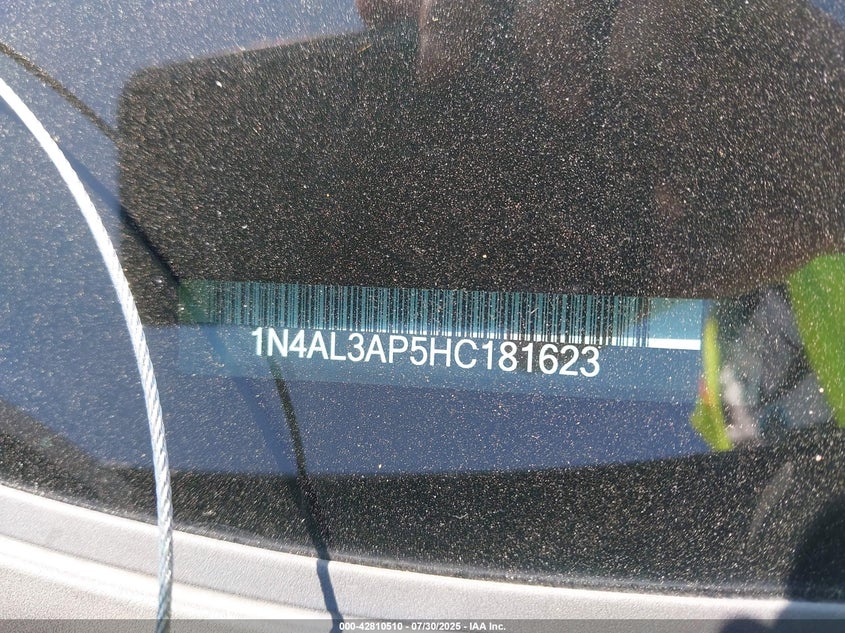 1N4AL3AP5HC181623
000-42810510 | 07/30/2025 - IAA Inc.